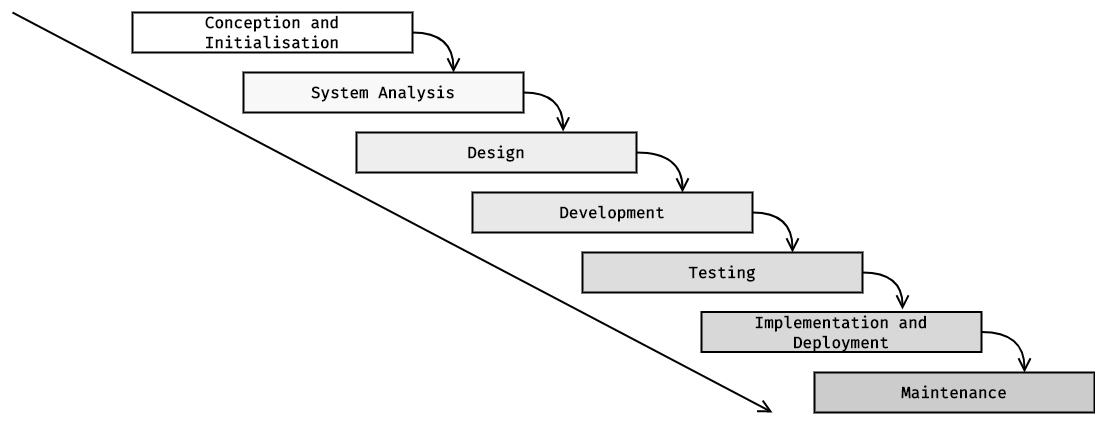 Conception and
Initialisation
System Analysis
Design
Development
Testing
Implementation and
Deployment
Maintenance